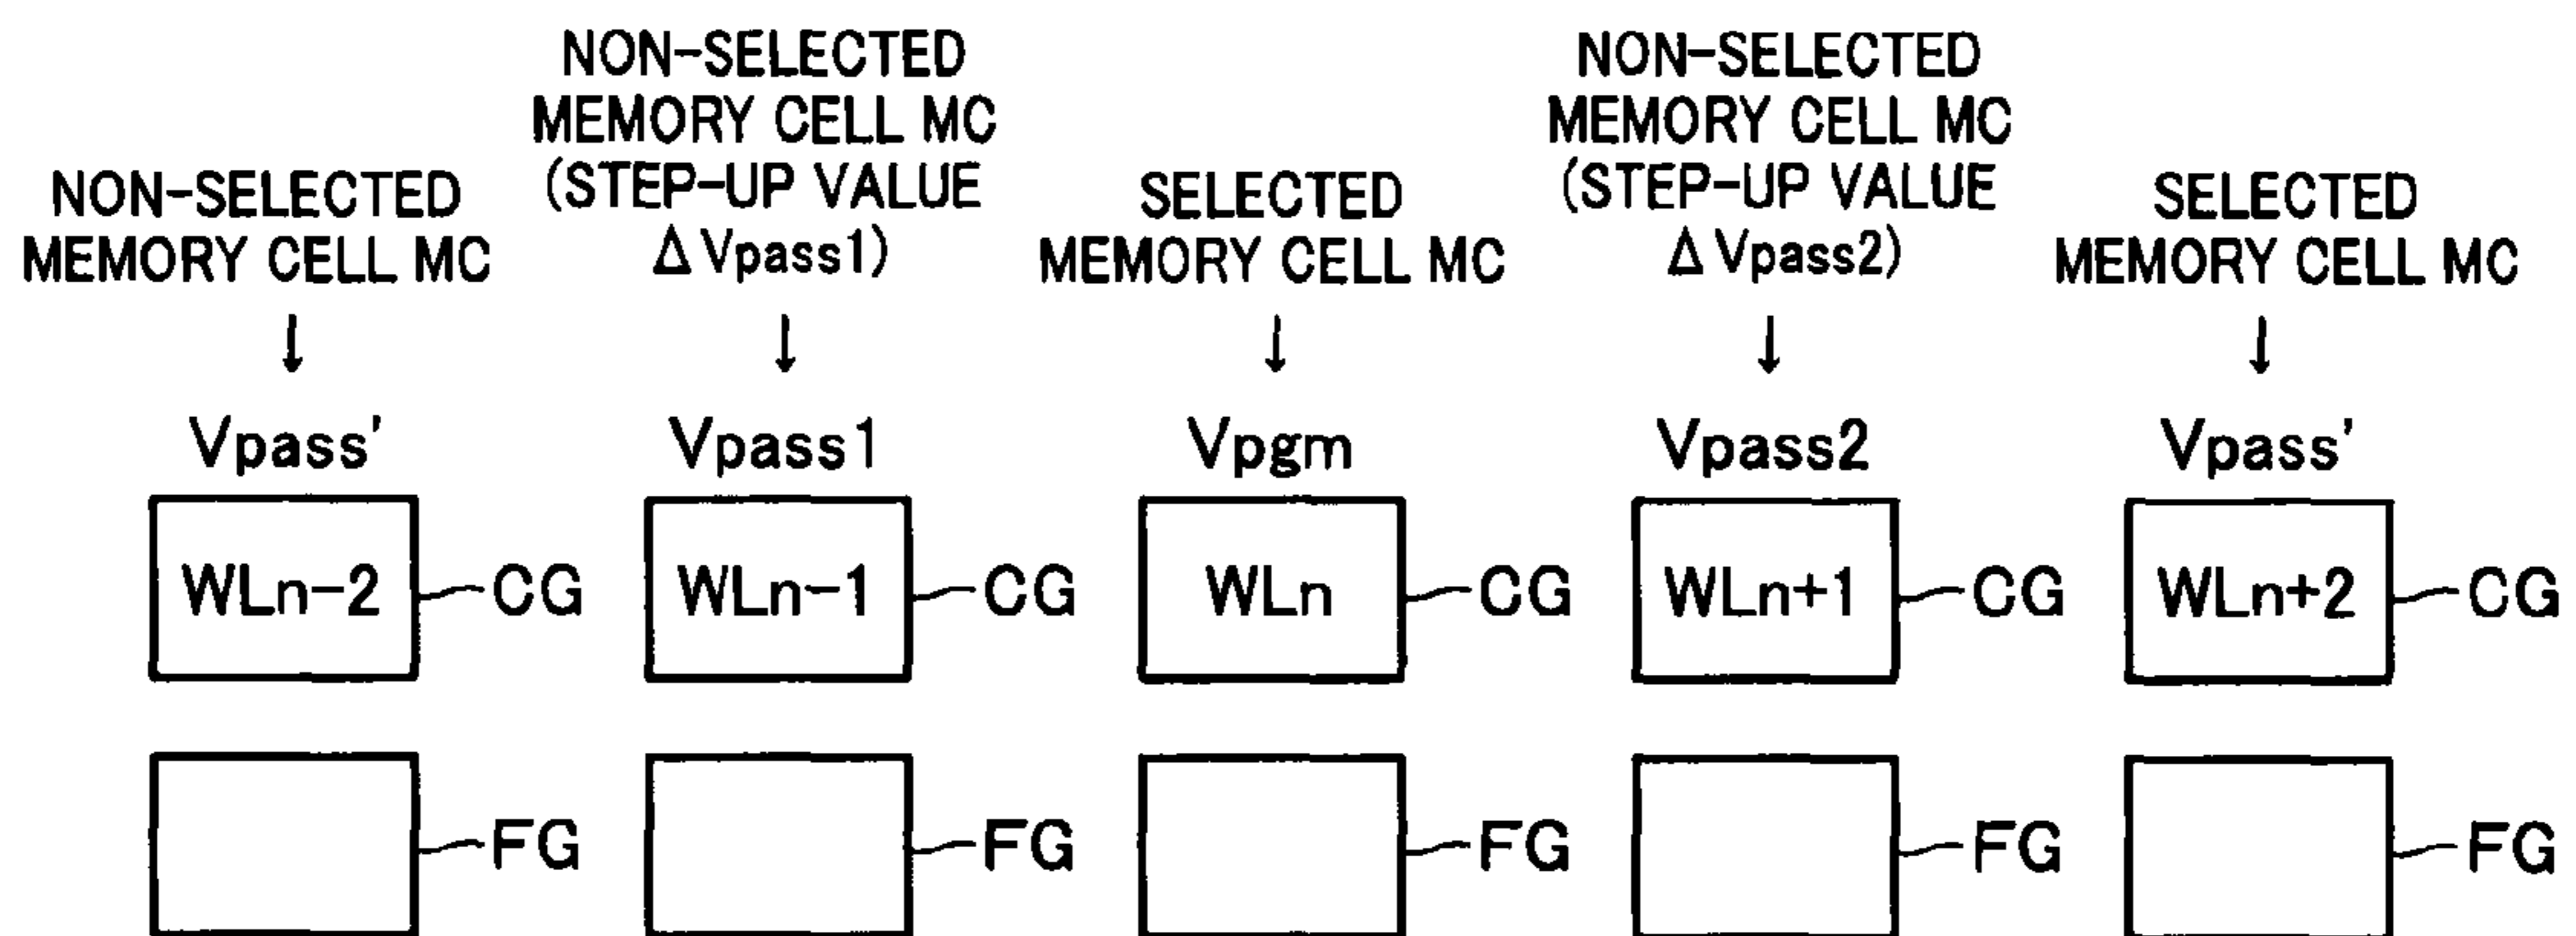 NON-SELECTED
MEMORY CELL MC
NON-SELECTED
MEMORY CELL MC
(STEP-UP VALUE
Δ Vpass1)
SELECTED
MEMORY CELL MC
NON-SELECTED
MEMORY CELL MC
(STEP-UP VALUE
Δ Vpass2)
SELECTED
MEMORY CELL MC
Vpass' Vpass1 Vpgm Vpass2 Vpass'
WLn-2 CG WLn-1 CG WLn CG WLn+1 CG WLn+2 CG
FG FG FG FG FG